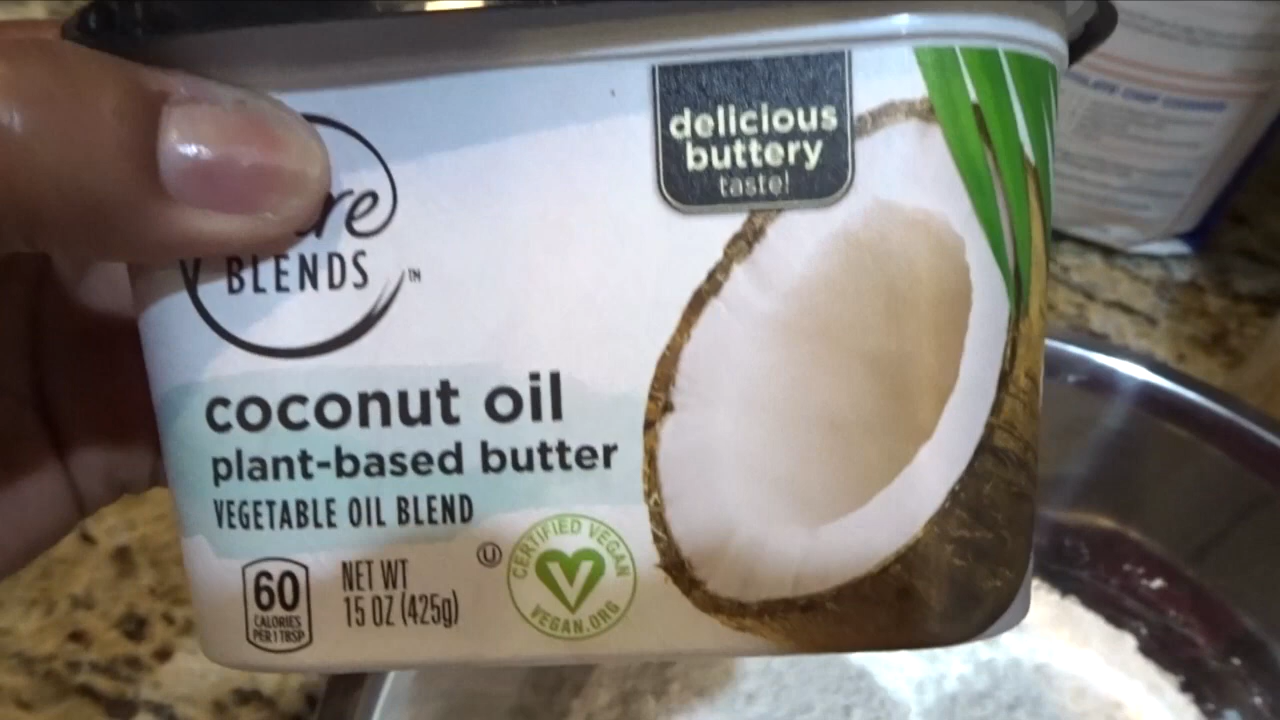 delicious
buttery
taste!
BLENDS
TM
coconut oil
plant-based butter
VEGETABLE OIL BLEND
60
CALORIES
PER 1 TBSP
NET WT
15 OZ (425g)
U
CERTIFIED VEGAN
V
VEGAN.ORG